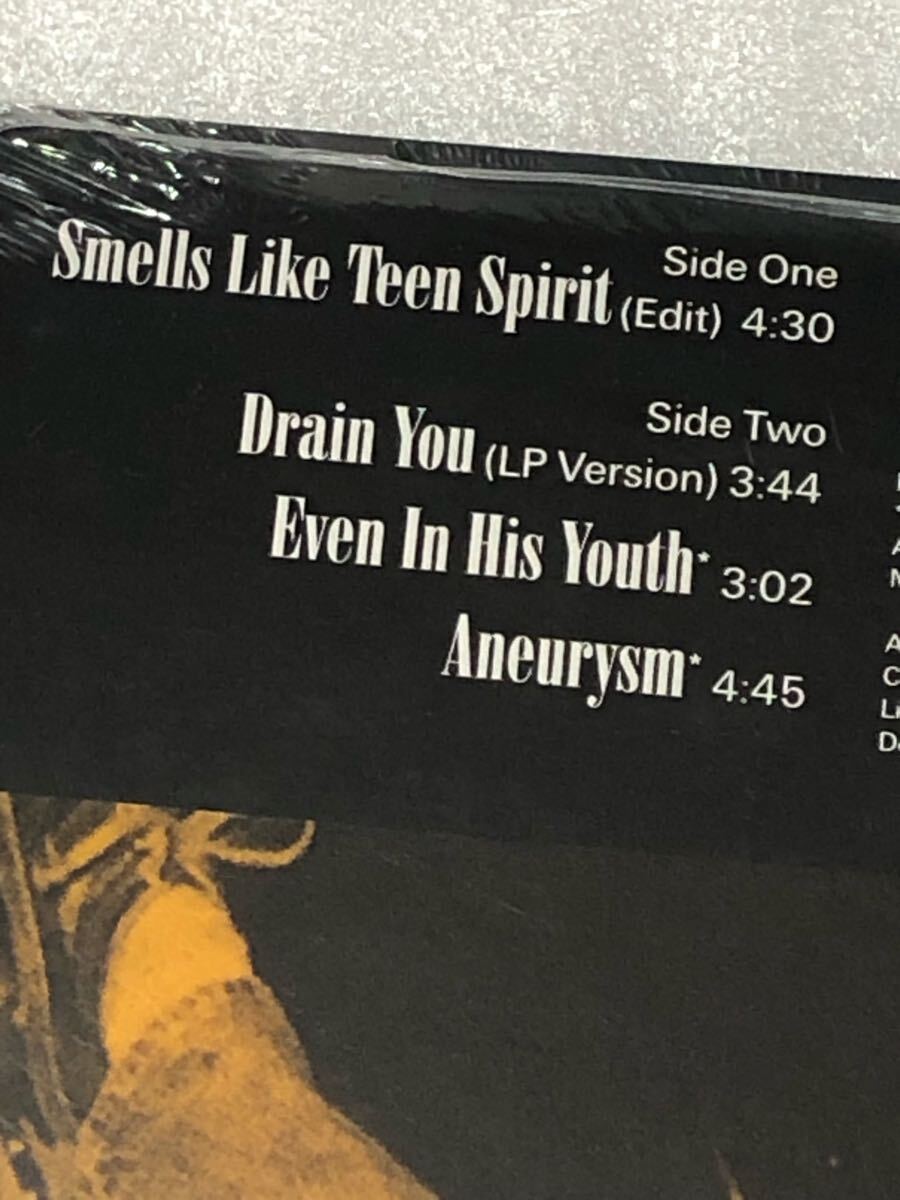 Side One
Smells Like Teen Spirit (Edit) 4:30
Side Two
Drain You (LP Version) 3:44
Even In His Youth* 3:02
Aneurysm* 4:45